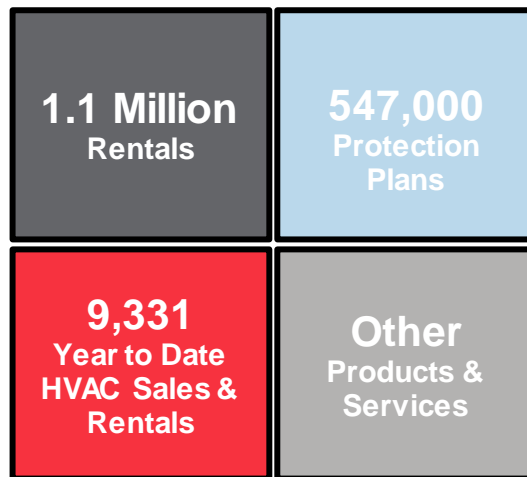 1.1 Million
Rentals
547,000
Protection
Plans
9,331
Year to Date
HVAC Sales &
Rentals
Other
Products &
Services